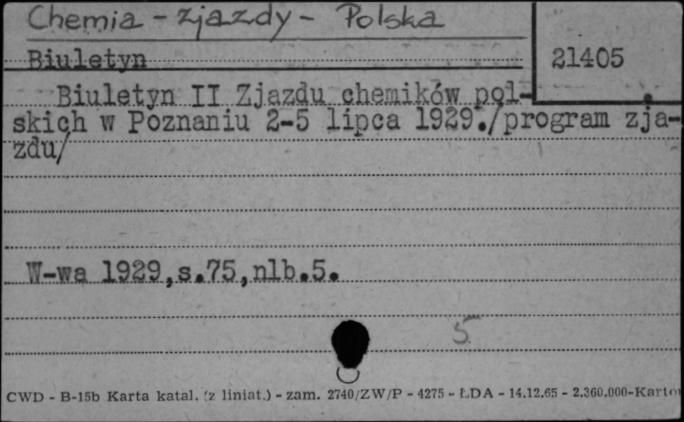 Chemia - zjazdy - Polska
Biuletyn
21405
Biuletyn II Zjazdu chemików pol-
skich w Poznaniu 2-5 lipca 1929./program zja-
zdu/
W-wa 1929,s.75,nlb.5.
5
CWD - B-15b Karta katal. (z liniat.) - zam. 2740/ZW/P - 4275 - ŁDA - 14.12.65 - 2.360.000-Karto